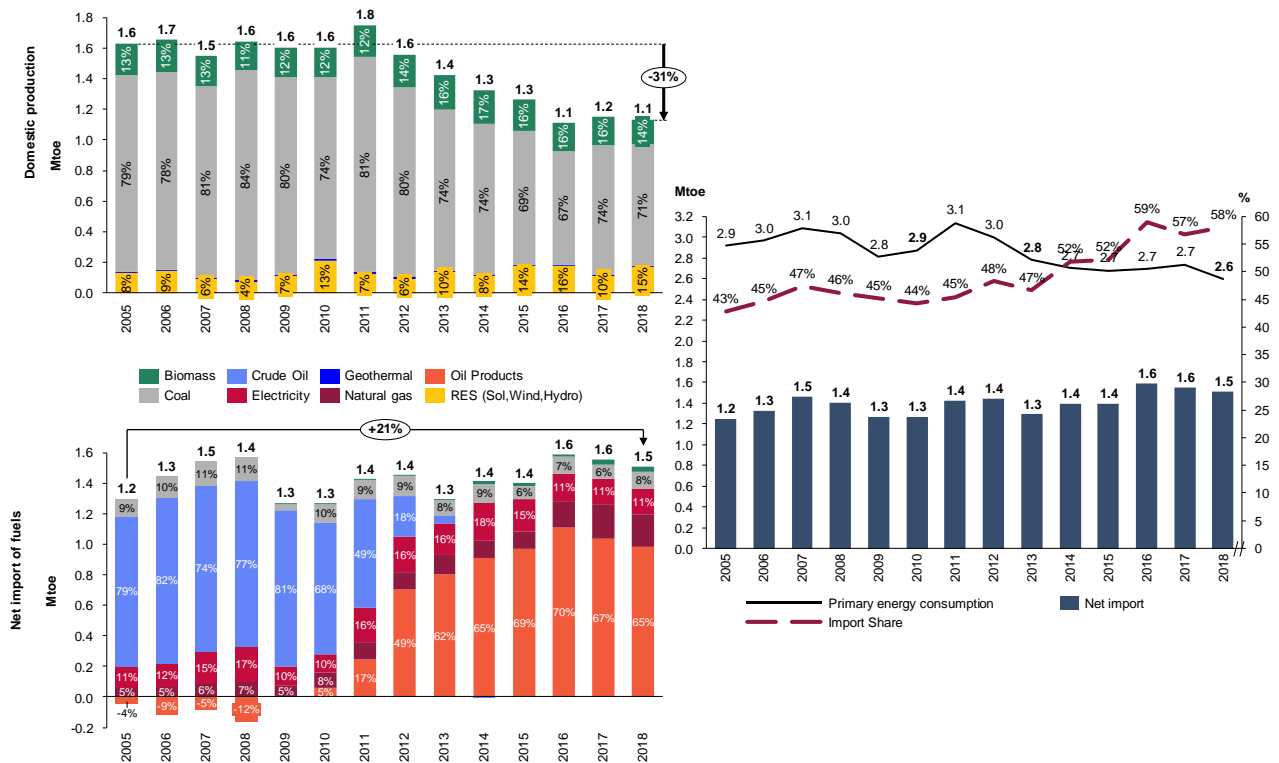 Domestic production
Mtoe
1.8
1.6
1.4
1.2
1.0
0.8
0.6
0.4
0.2
0.0
1.6 1.7 1.5 1.6 1.6 1.6 1.8 1.6 1.4 1.3 1.3 1.1 1.2 1.1
-31%
13% 13% 13% 11% 12% 12% 12% 14% 16% 17% 16% 16% 16% 14%
79% 78% 81% 84% 80% 74% 81% 80% 74% 74% 69% 67% 74% 71%
8% 9% 6% 4% 7% 13% 7% 6% 10% 8% 14% 16% 10% 15%
2005 2006 2007 2008 2009 2010 2011 2012 2013 2014 2015 2016 2017 2018
Biomass Crude Oil Geothermal Oil Products
Coal Electricity Natural gas RES (Sol,Wind,Hydro)
Net import of fuels
Mtoe
1.6
1.4
1.2
1.0
0.8
0.6
0.4
0.2
0.0
-0.2
+21%
1.2 1.3 1.5 1.4 1.3 1.3 1.4 1.4 1.3 1.4 1.4 1.6 1.6 1.5
9% 10% 11% 11% 10% 9% 9% 8% 9% 6% 7% 6% 8%
79% 82% 74% 77% 81% 68% 49% 18%
11% 12% 15% 17% 10% 10% 16% 16% 16% 18% 15% 11% 11% 11%
5% 5% 6% 7% 5% 8%
5% 17% 49% 62% 65% 69% 70% 67% 65%
-4% -9% -5% -12%
2005 2006 2007 2008 2009 2010 2011 2012 2013 2014 2015 2016 2017 2018
Mtoe %
3.2
3.0
2.8
2.6
2.4
2.2
2.0
1.8
1.6
1.4
1.2
1.0
0.8
0.6
0.4
0.2
0.0
60
55
50
45
40
35
30
25
20
15
10
5
0
2.9 3.0 3.1 3.0 2.8 2.9 3.1 3.0 2.8 2.7 2.7 2.7 2.7 2.6
43% 45% 47% 46% 45% 44% 45% 48% 47% 52% 52% 59% 57% 58%
1.2 1.3 1.5 1.4 1.3 1.3 1.4 1.4 1.3 1.4 1.4 1.6 1.6 1.5
2005 2006 2007 2008 2009 2010 2011 2012 2013 2014 2015 2016 2017 2018
Primary energy consumption Net import
Import Share